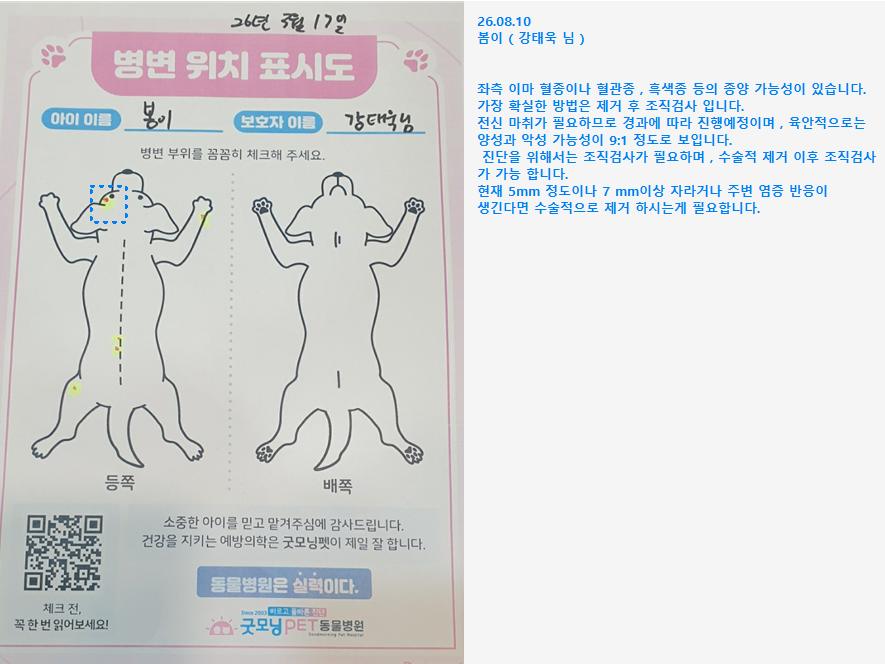 26년 3월 17일
병변 위치 표시도
아이 이름 봄이 보호자 이름 강태욱님
병변 부위를 꼼꼼히 체크해 주세요.
등쪽
배쪽
소중한 아이를 믿고 맡겨주심에 감사드립니다.
건강을 지키는 예방의학은 굿모닝펫이 제일 잘 합니다.
동물병원은 실력이다.
체크 전,
꼭 한 번 읽어보세요!
Since 2003 바르고 올바른 진단
굿모닝PET동물병원
Goodmorning Pet Hospital
26.08.10
봄이 ( 강태욱 님 )
좌측 이마 혈종이나 혈관종 , 흑색종 등의 종양 가능성이 있습니다.
가장 확실한 방법은 제거 후 조직검사 입니다.
전신 마취가 필요하므로 경과에 따라 진행예정이며 , 육안적으로는
양성과 악성 가능성이 9:1 정도로 보입니다.
진단을 위해서는 조직검사가 필요하며 , 수술적 제거 이후 조직검사
가 가능 합니다.
현재 5mm 정도이나 7 mm이상 자라거나 주변 염증 반응이
생긴다면 수술적으로 제거 하시는게 필요합니다.